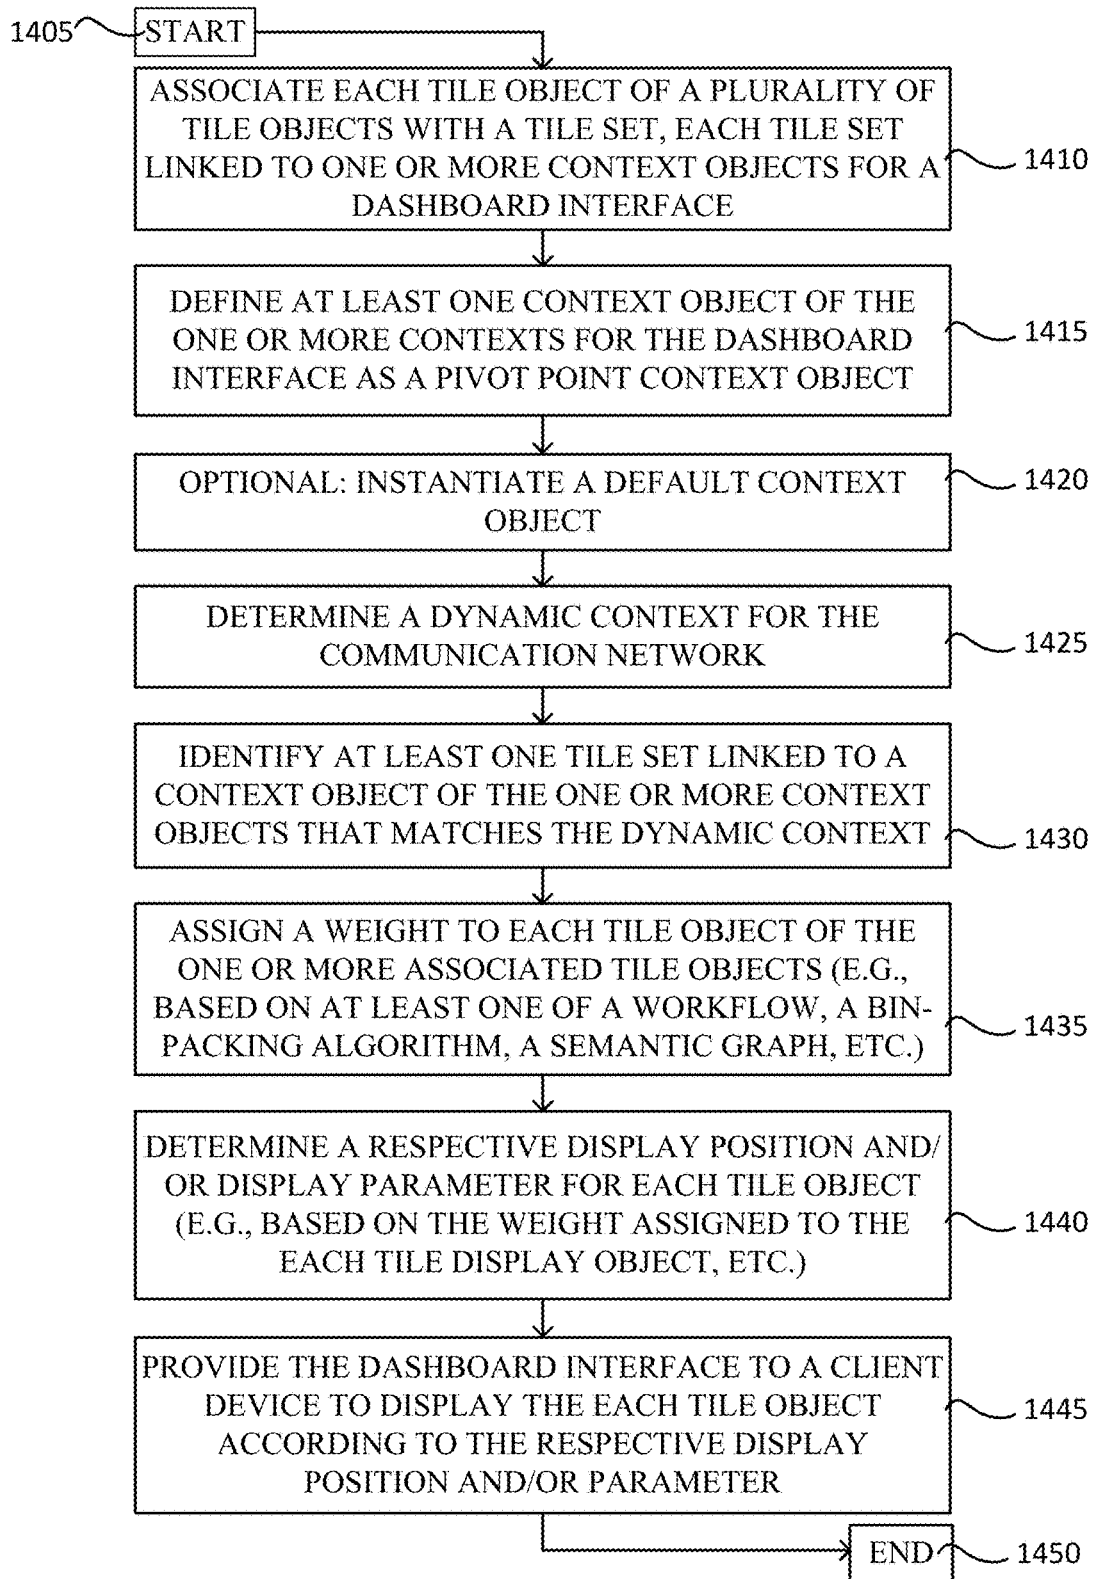 1405
START
ASSOCIATE EACH TILE OBJECT OF A PLURALITY OF
TILE OBJECTS WITH A TILE SET, EACH TILE SET
LINKED TO ONE OR MORE CONTEXT OBJECTS FOR A
DASHBOARD INTERFACE
1410
DEFINE AT LEAST ONE CONTEXT OBJECT OF THE
ONE OR MORE CONTEXTS FOR THE DASHBOARD
INTERFACE AS A PIVOT POINT CONTEXT OBJECT
1415
OPTIONAL: INSTANTIATE A DEFAULT CONTEXT
OBJECT
1420
DETERMINE A DYNAMIC CONTEXT FOR THE
COMMUNICATION NETWORK
1425
IDENTIFY AT LEAST ONE TILE SET LINKED TO A
CONTEXT OBJECT OF THE ONE OR MORE CONTEXT
OBJECTS THAT MATCHES THE DYNAMIC CONTEXT
1430
ASSIGN A WEIGHT TO EACH TILE OBJECT OF THE
ONE OR MORE ASSOCIATED TILE OBJECTS (E.G.,
BASED ON AT LEAST ONE OF A WORKFLOW, A BIN-
PACKING ALGORITHM, A SEMANTIC GRAPH, ETC.)
1435
DETERMINE A RESPECTIVE DISPLAY POSITION AND/
OR DISPLAY PARAMETER FOR EACH TILE OBJECT
(E.G., BASED ON THE WEIGHT ASSIGNED TO THE
EACH TILE DISPLAY OBJECT, ETC.)
1440
PROVIDE THE DASHBOARD INTERFACE TO A CLIENT
DEVICE TO DISPLAY THE EACH TILE OBJECT
ACCORDING TO THE RESPECTIVE DISPLAY
POSITION AND/OR PARAMETER
1445
END
1450